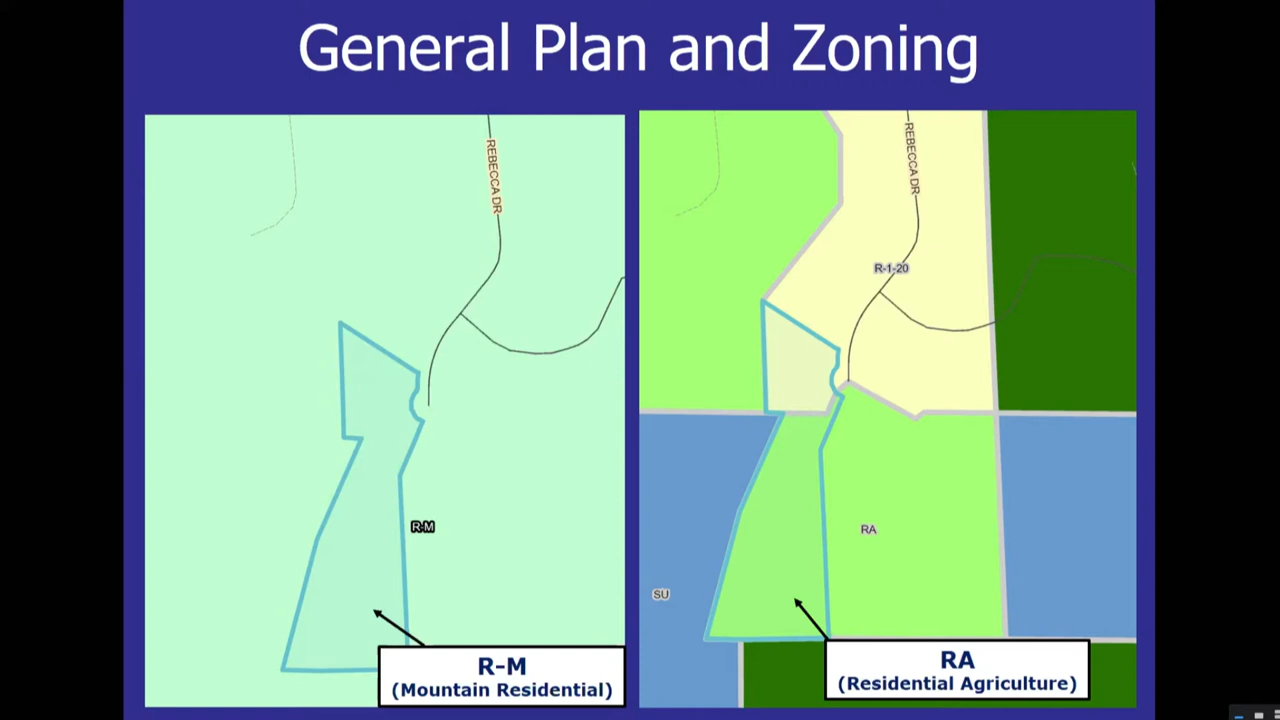 General Plan and Zoning
REBECCA DR
R-M
R-M
(Mountain Residential)
REBECCA DR
R-1-20
RA
SU
RA
(Residential Agriculture)